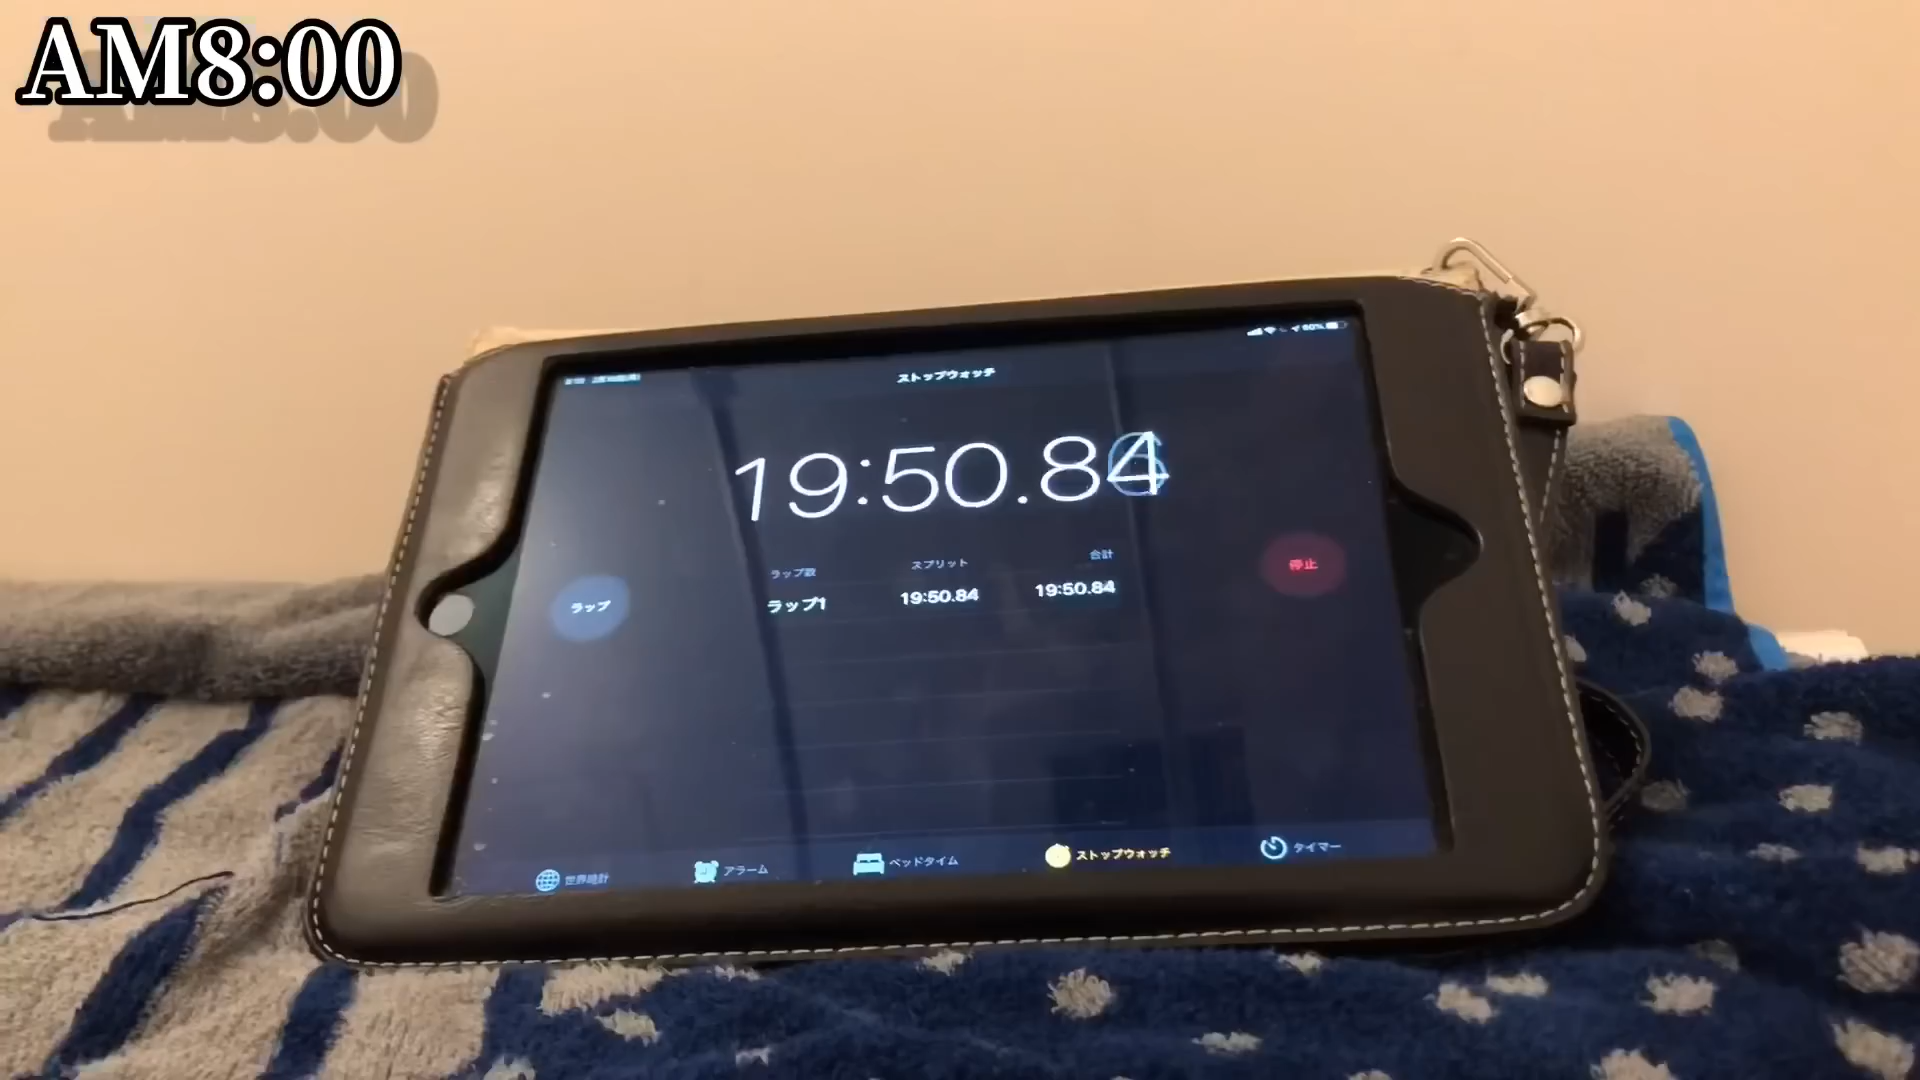 AM8:00
60%
ストップウォッチ
19:50.84
ラップ数 スプリット 合計
ラップ1 19:50.84 19:50.84
ラップ 停止
世界時計 アラーム ベッドタイム ストップウォッチ タイマー